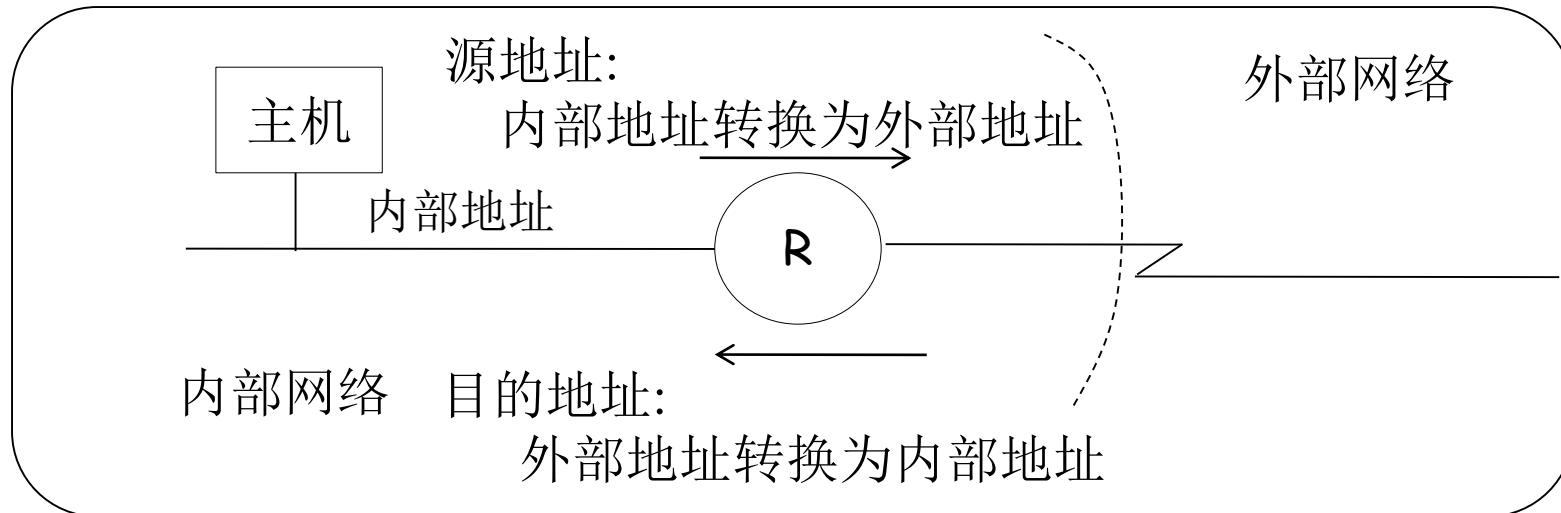 源地址:
外部网络
主机
内部地址转换为外部地址
内部地址
R
内部网络
目的地址:
外部地址转换为内部地址